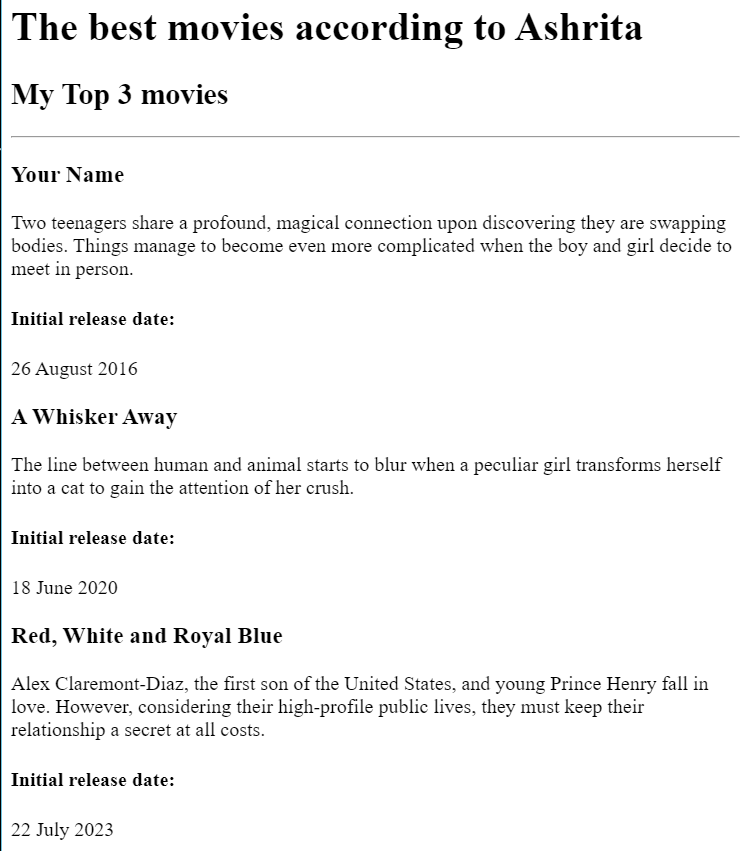 The best movies according to Ashrita
My Top 3 movies
Your Name
Two teenagers share a profound, magical connection upon discovering they are swapping
bodies. Things manage to become even more complicated when the boy and girl decide to
meet in person.
Initial release date:
26 August 2016
A Whisker Away
The line between human and animal starts to blur when a peculiar girl transforms herself
into a cat to gain the attention of her crush.
Initial release date:
18 June 2020
Red, White and Royal Blue
Alex Claremont-Diaz, the first son of the United States, and young Prince Henry fall in
love. However, considering their high-profile public lives, they must keep their
relationship a secret at all costs.
Initial release date:
22 July 2023